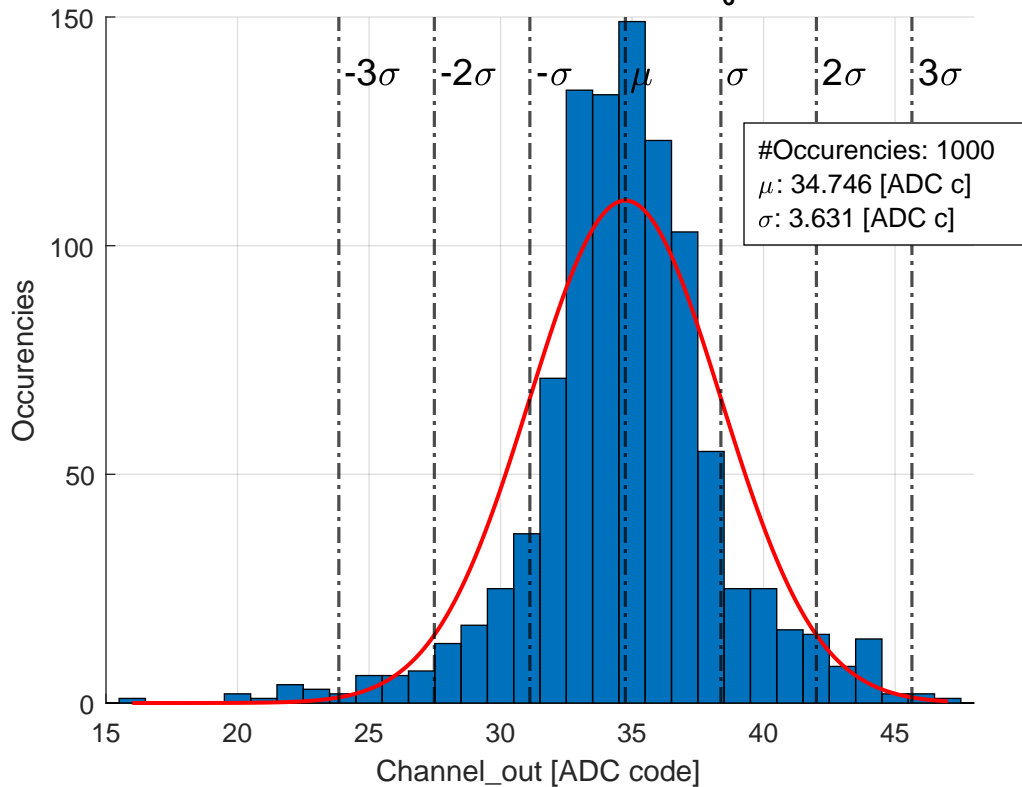 150
100
50
0
Occurencies
-3σ -2σ -σ μ σ 2σ 3σ
#Occurencies: 1000
μ: 34.746 [ADC c]
σ: 3.631 [ADC c]
15 20 25 30 35 40 45
Channel_out [ADC code]